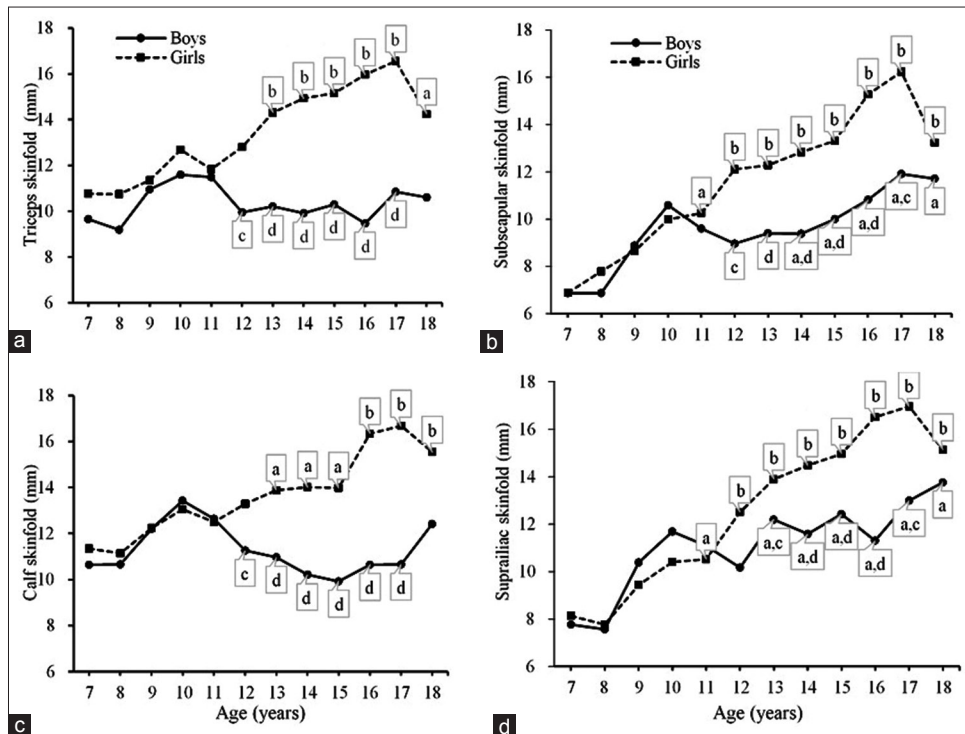 a
Triceps skinfold (mm)
18
16
14
12
10
8
6
Boys
Girls
b
b
b
b
b
a
c
d
d
d
d
d
7 8 9 10 11 12 13 14 15 16 17 18
b
Subscapular skinfold (mm)
18
16
14
12
10
8
6
Boys
Girls
a
b
b
b
b
b
b
b
c
d
a,d
a,d
a,d
a,c
a
7 8 9 10 11 12 13 14 15 16 17 18
c
Calf skinfold (mm)
18
16
14
12
10
8
6
a
a
a
b
b
b
c
d
d
d
d
d
7 8 9 10 11 12 13 14 15 16 17 18
Age (years)
d
Suprailiac skinfold (mm)
18
16
14
12
10
8
6
a
b
b
b
b
b
b
b
a,c
a,d
a,d
a,d
a,c
a
7 8 9 10 11 12 13 14 15 16 17 18
Age (years)